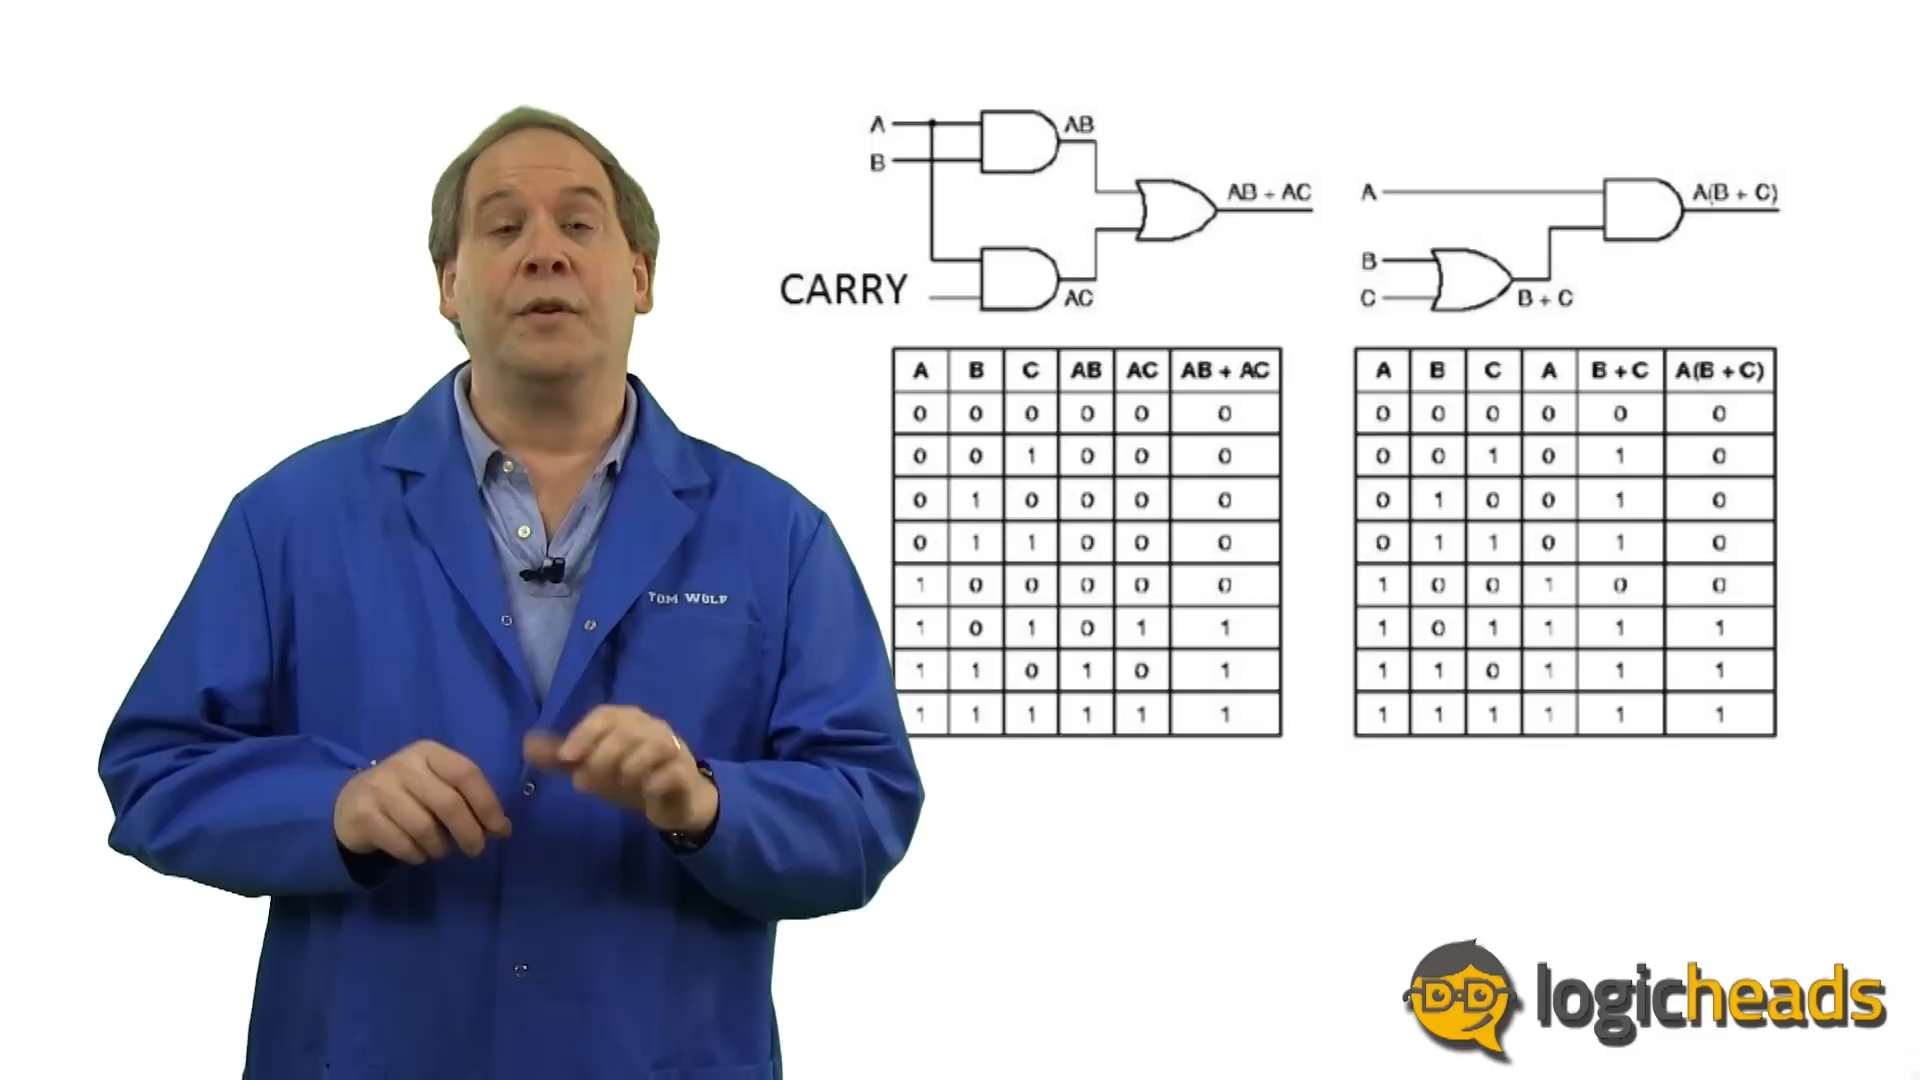 A
AB
B
AB + AC
CARRY
AC
A
A(B + C)
B
C
B + C
A B C AB AC AB + AC
0 0 0 0 0 0
0 0 1 0 0 0
0 1 0 0 0 0
0 1 1 0 0 0
1 0 0 0 0 0
1 0 1 0 1 1
1 1 0 1 0 1
1 1 1 1 1 1
A B C A B + C A(B + C)
0 0 0 0 0 0
0 0 1 0 1 0
0 1 0 0 1 0
0 1 1 0 1 0
1 0 0 1 0 0
1 0 1 1 1 1
1 1 0 1 1 1
1 1 1 1 1 1
TOM WOLF
logicheads